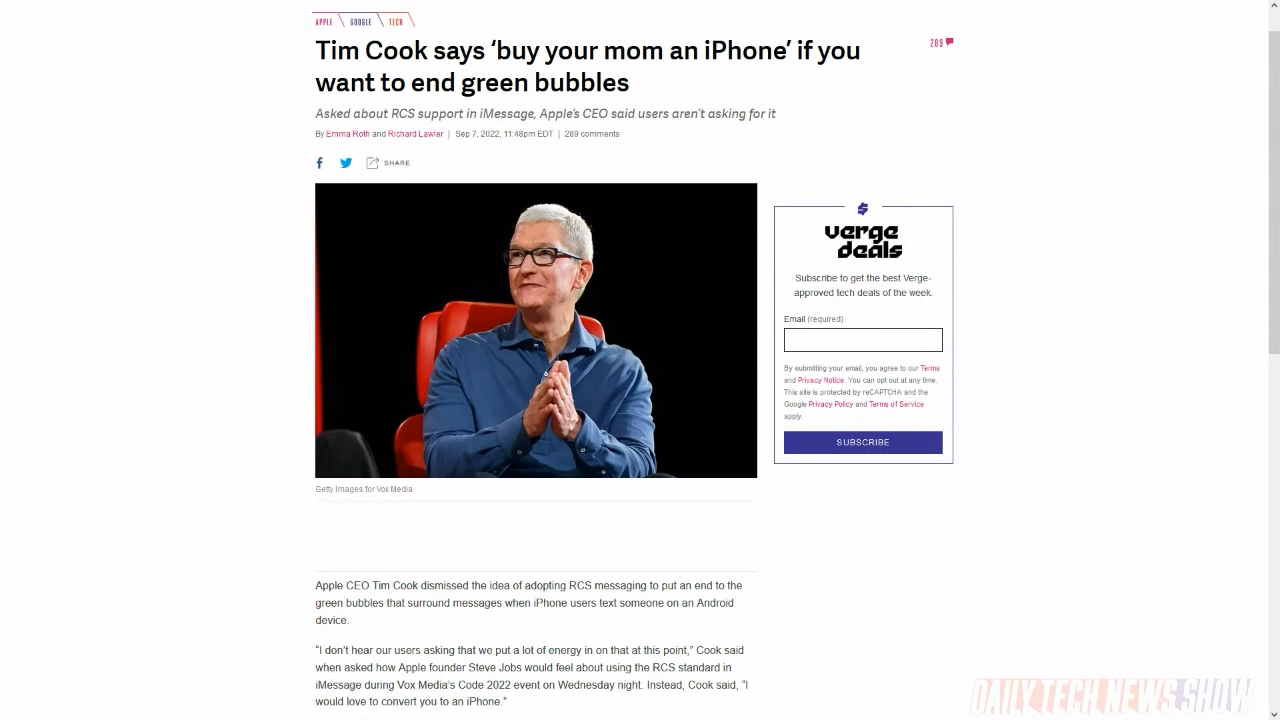 APPLE GOOGLE TECH
Tim Cook says ‘buy your mom an iPhone’ if you
want to end green bubbles
289
Asked about RCS support in iMessage, Apple’s CEO said users aren’t asking for it
By Emma Roth and Richard Lawler | Sep 7, 2022, 11:48pm EDT | 289 comments
SHARE
Getty Images for Vox Media
verge
deals
Subscribe to get the best Verge-
approved tech deals of the week.
Email (required)
By submitting your email, you agree to our Terms
and Privacy Notice. You can opt out at any time.
This site is protected by reCAPTCHA and the
Google Privacy Policy and Terms of Service
apply.
SUBSCRIBE
Apple CEO Tim Cook dismissed the idea of adopting RCS messaging to put an end to the
green bubbles that surround messages when iPhone users text someone on an Android
device.
“I don’t hear our users asking that we put a lot of energy in on that at this point,” Cook said
when asked how Apple founder Steve Jobs would feel about using the RCS standard in
iMessage during Vox Media’s Code 2022 event on Wednesday night. Instead, Cook said, “I
would love to convert you to an iPhone.”
DAILY TECH NEWS SHOW